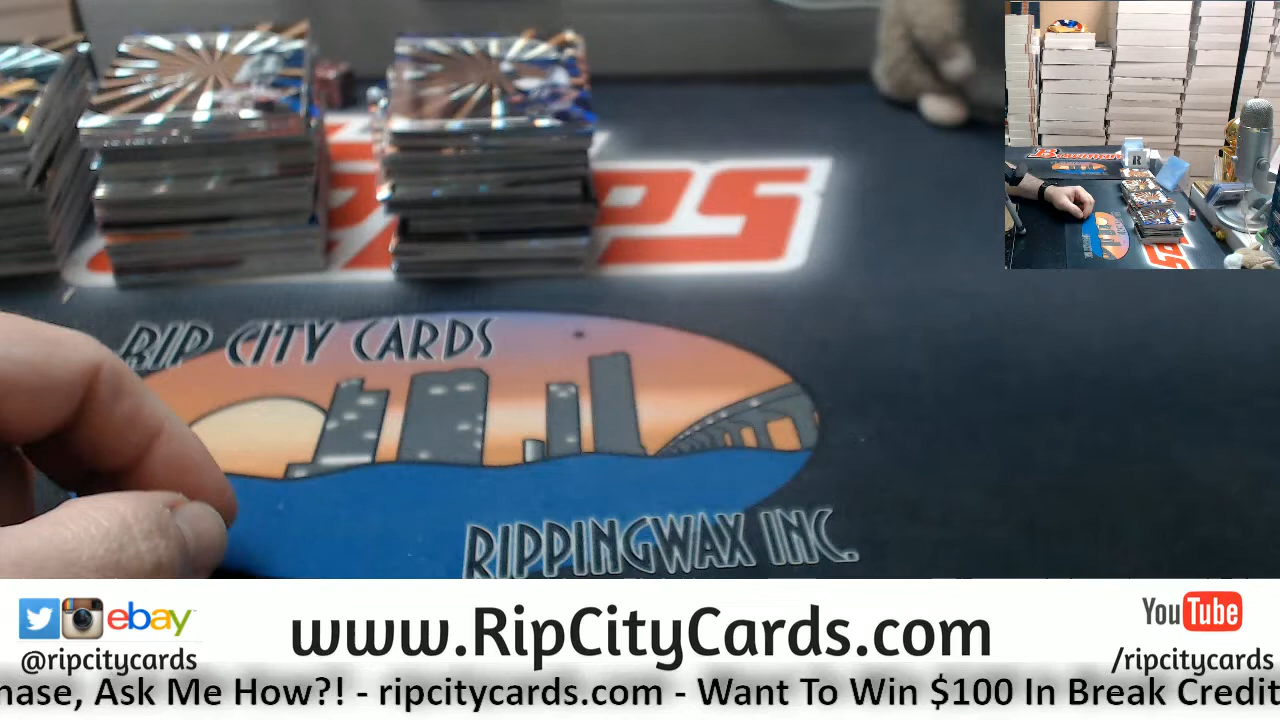 RIP CITY CARDS
RIPPINGWAX INC.
ebay
www.RipCityCards.com
YouTube
@ripcitycards
/ripcitycards
hase, Ask Me How?! - ripcitycards.com - Want To Win $100 In Break Credit